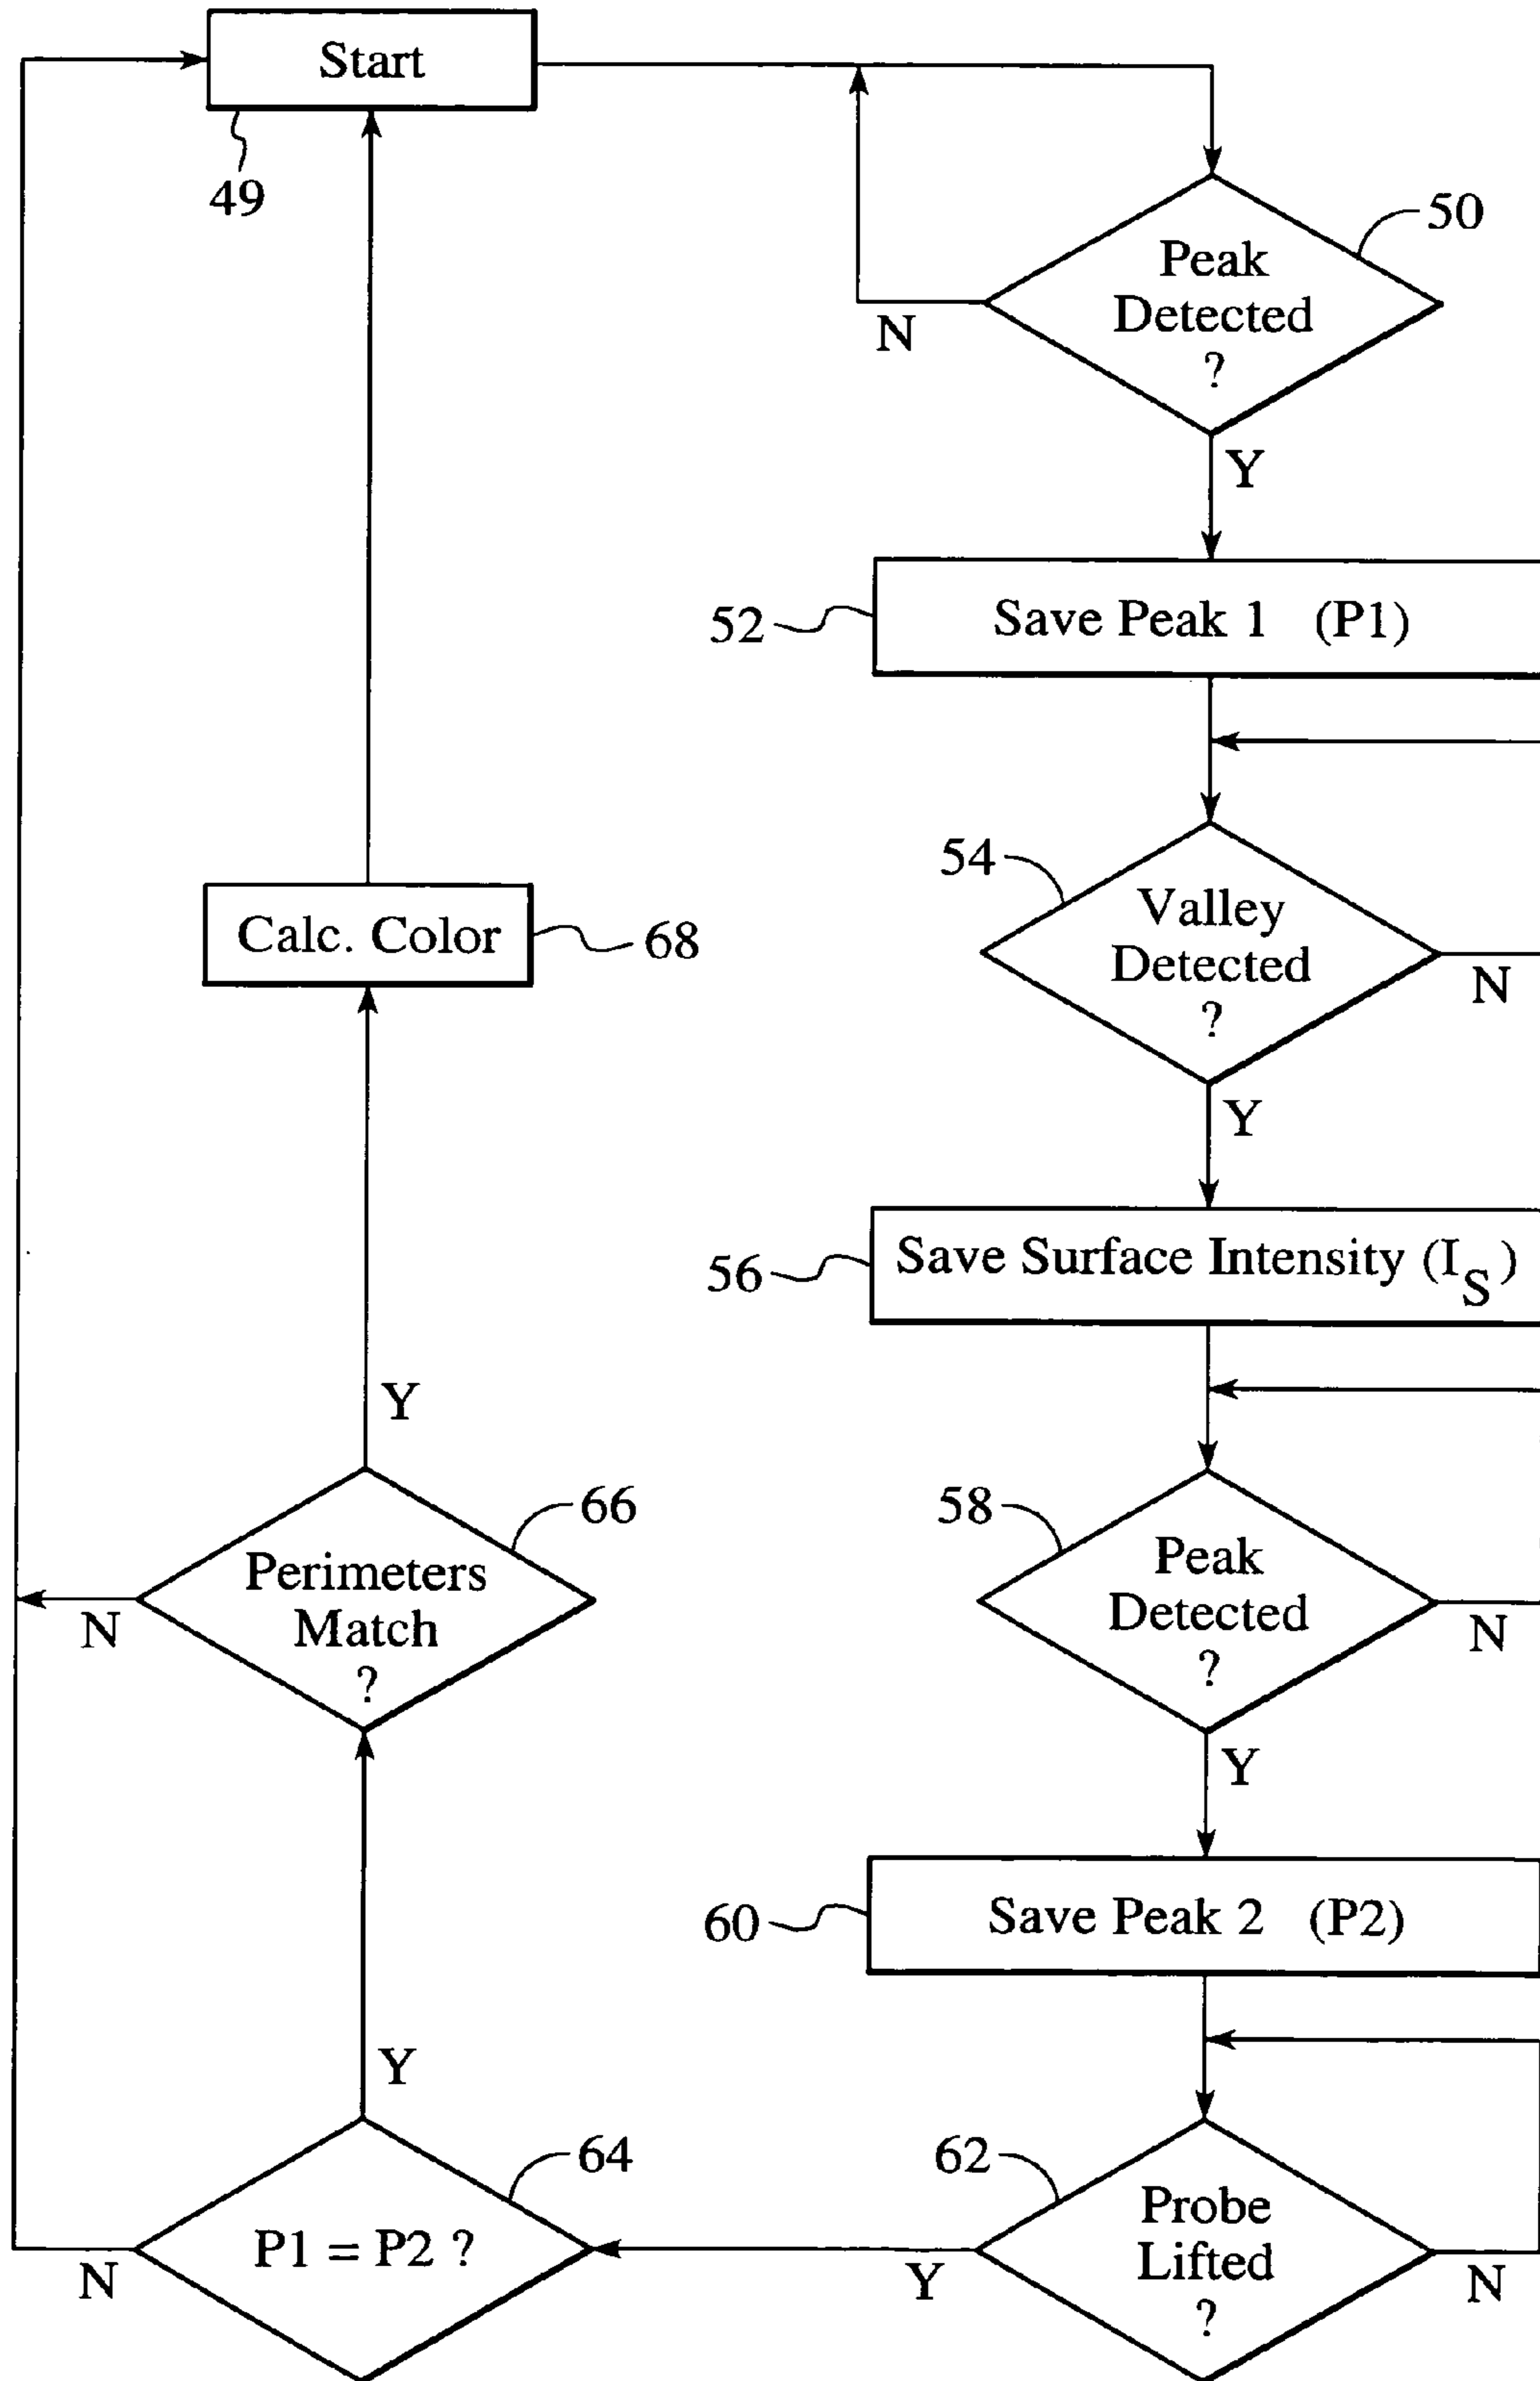 Start
49
50
Peak
Detected
?
N
Y
52
Save Peak 1 (P1)
54
Valley
Detected
?
N
Y
56
Save Surface Intensity (I_S)
58
Peak
Detected
?
N
Y
60
Save Peak 2 (P2)
62
Probe
Lifted
?
N
Y
64
P1 = P2 ?
N
Y
66
Perimeters
Match
?
N
Y
Calc. Color
68